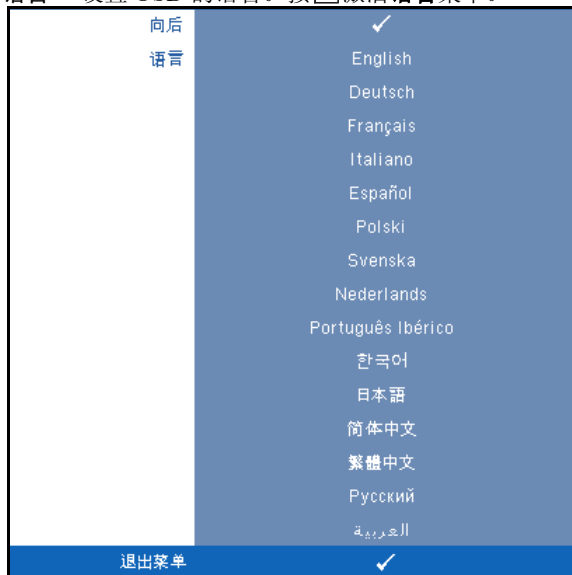 向后 ✓
语言 English
Deutsch
Français
Italiano
Español
Polski
Svenska
Nederlands
Português Ibérico
한국어
日本語
简体中文
繁體中文
Русский
العربية
退出菜单 ✓